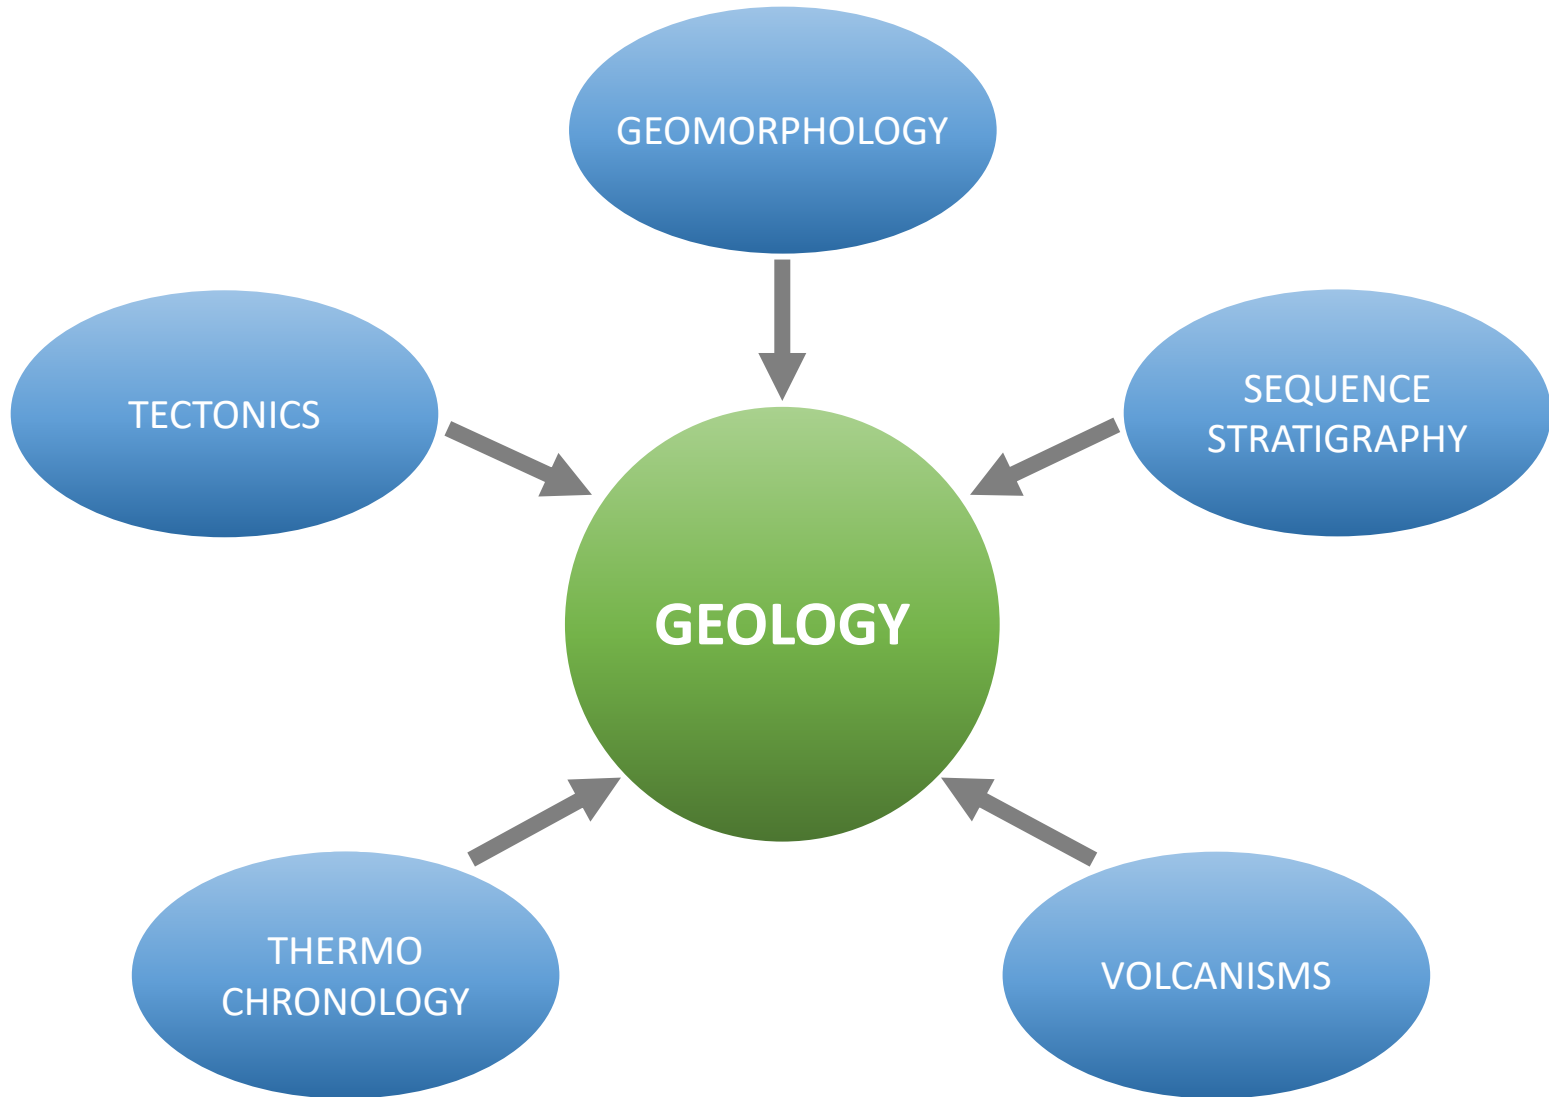 GEOMORPHOLOGY
TECTONICS
SEQUENCE
STRATIGRAPHY
GEOLOGY
THERMO
CHRONOLOGY
VOLCANISMS